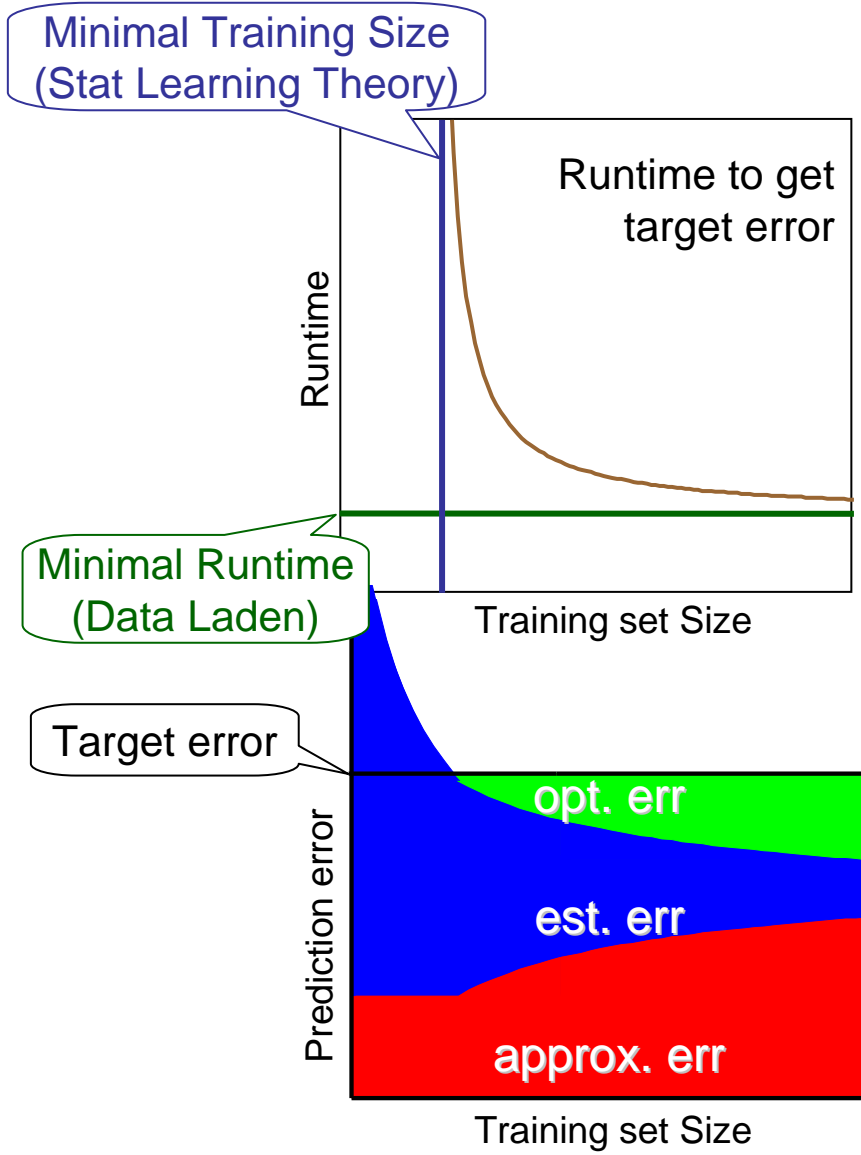 Minimal Training Size
(Stat Learning Theory)
Runtime to get
target error
Runtime
Minimal Runtime
(Data Laden)
Training set Size
Target error
opt. err
Prediction error
est. err
approx. err
Training set Size